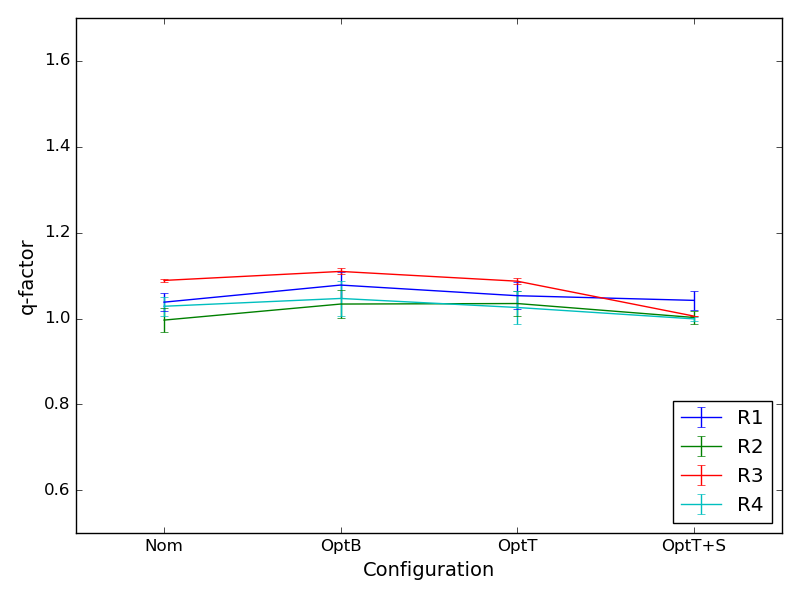 1.6
1.4
1.2
1.0
0.8
0.6
q-factor
Nom
OptB
OptT
OptT+S
Configuration
R1
R2
R3
R4